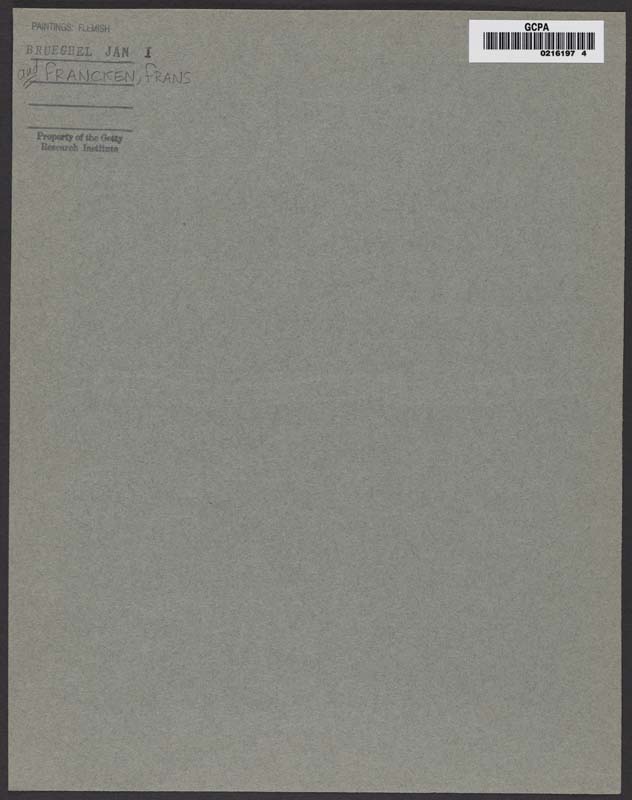 PAINTINGS: FLEMISH
BRUEGHEL JAN I
and FRANCKEN, FRANS
Property of the Getty
Research Institute
GCPA
0216197 4